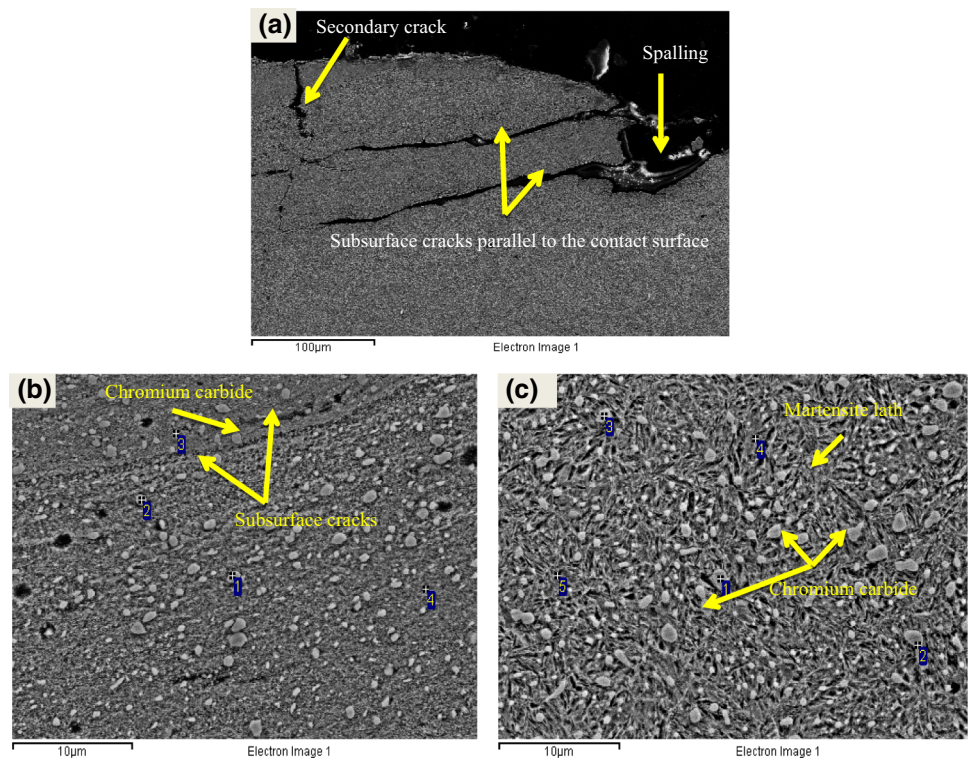 (a)
Secondary crack
Spalling
Subsurface cracks parallel to the contact surface
100µm
Electron Image 1
(b)
Chromium carbide
3
2
Subsurface cracks
1
4
10µm
Electron Image 1
(c)
Martensite lath
3
4
5
1
Chromium carbide
2
10µm
Electron Image 1